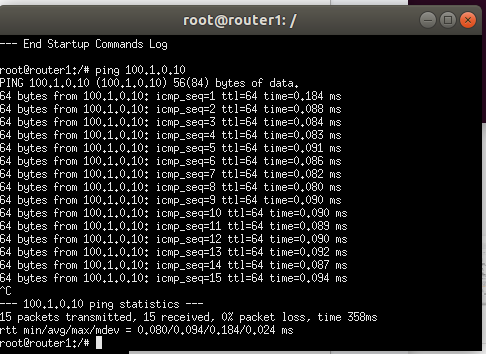 root@router1: /
--- End Startup Commands Log
root@router1:/# ping 100.1.0.10
PING 100.1.0.10 (100.1.0.10) 56(84) bytes of data.
64 bytes from 100.1.0.10: icmp_seq=1 ttl=64 time=0.184 ms
64 bytes from 100.1.0.10: icmp_seq=2 ttl=64 time=0.088 ms
64 bytes from 100.1.0.10: icmp_seq=3 ttl=64 time=0.084 ms
64 bytes from 100.1.0.10: icmp_seq=4 ttl=64 time=0.083 ms
64 bytes from 100.1.0.10: icmp_seq=5 ttl=64 time=0.091 ms
64 bytes from 100.1.0.10: icmp_seq=6 ttl=64 time=0.086 ms
64 bytes from 100.1.0.10: icmp_seq=7 ttl=64 time=0.082 ms
64 bytes from 100.1.0.10: icmp_seq=8 ttl=64 time=0.080 ms
64 bytes from 100.1.0.10: icmp_seq=9 ttl=64 time=0.090 ms
64 bytes from 100.1.0.10: icmp_seq=10 ttl=64 time=0.090 ms
64 bytes from 100.1.0.10: icmp_seq=11 ttl=64 time=0.089 ms
64 bytes from 100.1.0.10: icmp_seq=12 ttl=64 time=0.090 ms
64 bytes from 100.1.0.10: icmp_seq=13 ttl=64 time=0.092 ms
64 bytes from 100.1.0.10: icmp_seq=14 ttl=64 time=0.087 ms
64 bytes from 100.1.0.10: icmp_seq=15 ttl=64 time=0.094 ms
^C
--- 100.1.0.10 ping statistics ---
15 packets transmitted, 15 received, 0% packet loss, time 358ms
rtt min/avg/max/mdev = 0.080/0.094/0.184/0.024 ms
root@router1:/#